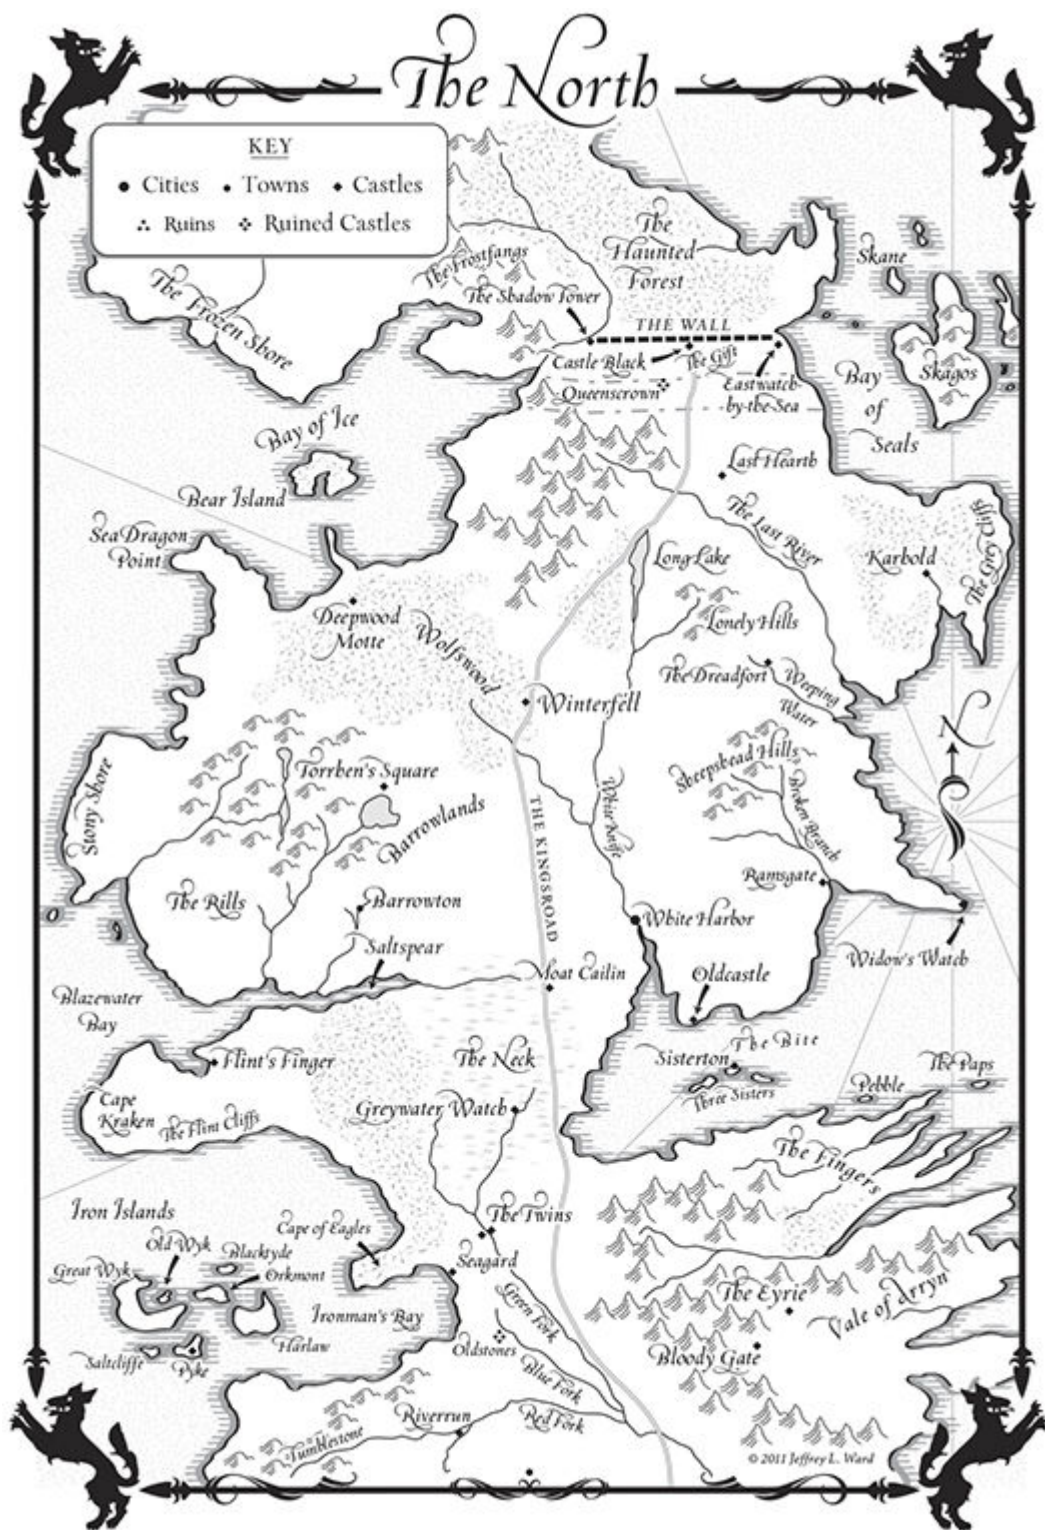 The North
KEY
Cities
Towns
Castles
Ruins
Ruined Castles
The Frozen Shore
The Frostfangs
The Shadow Tower
The
Haunted
Forest
THE WALL
Castle Black
The Gift
Queenscrown
Eastwatch-
by-the-Sea
Skane
Skagos
Bay
of
Seals
Bay of Ice
Bear Island
Sea Dragon
Point
Last Hearth
The Last River
Long Lake
Karhold
The Grey Cliffs
Deepwood
Motte
Wolfswood
Lonely Hills
The Dreadfort
Weeping
Water
Winterfell
Stony Shore
Torrhen's Square
Barrowlands
THE KINGSROAD
White Knife
Sheepshead Hills
Broken Branch
Ramsgate
The Rills
Barrowton
Saltspear
White Harbor
Widow's Watch
Moat Cailin
Oldcastle
Blazewater
Bay
Flint's Finger
The Neck
The Bite
Sisterton
Three Sisters
Pebble
The Paps
Cape
Kraken
The Flint Cliffs
Greywater Watch
The Fingers
Iron Islands
Old Wyk
Great Wyk
Blacktyde
Orkmont
Cape of Eagles
The Twins
Seagard
Ironman's Bay
Harlaw
Saltcliffe
Pyke
Green Fork
Oldstones
Blue Fork
Riverrun
Red Fork
Tumblestone
The Eyrie
Vale of Arryn
Bloody Gate
© 2011 Jeffrey L. Ward
N